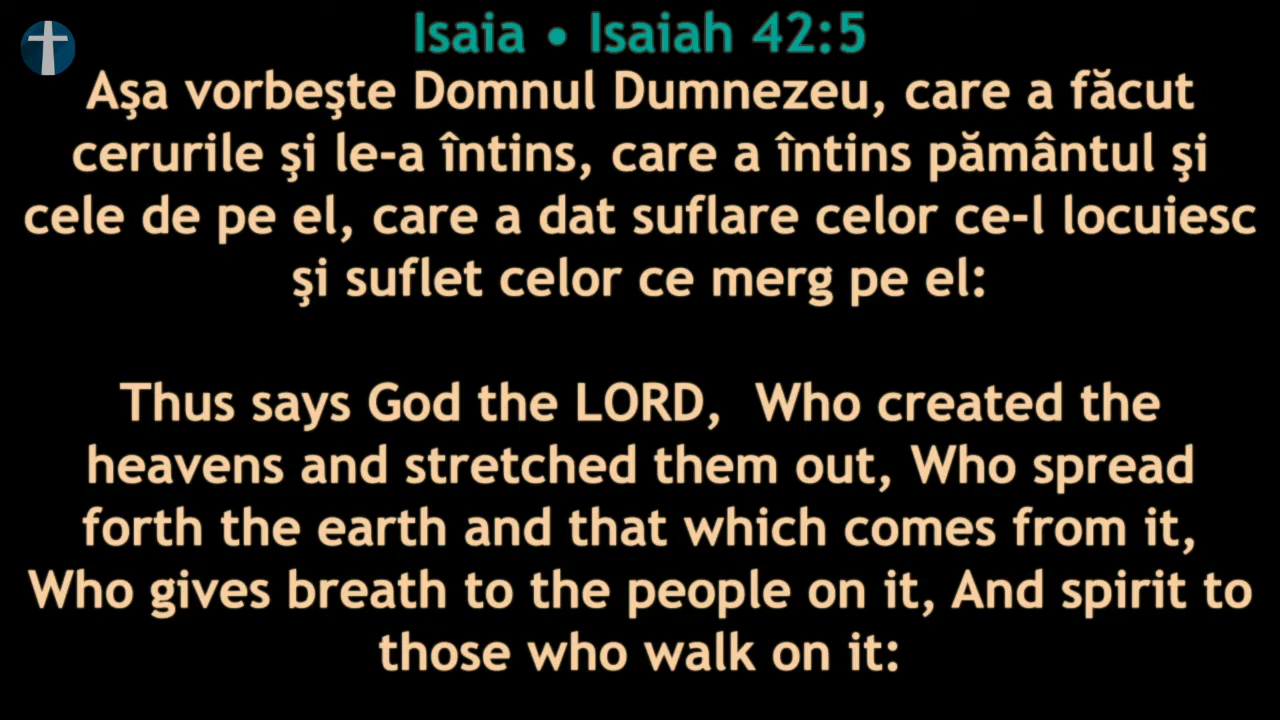 Isaia • Isaiah 42:5
Aşa vorbeşte Domnul Dumnezeu, care a făcut
cerurile şi le-a întins, care a întins pământul şi
cele de pe el, care a dat suflare celor ce-l locuiesc
şi suflet celor ce merg pe el:
Thus says God the LORD,  Who created the
heavens and stretched them out, Who spread
forth the earth and that which comes from it,
Who gives breath to the people on it, And spirit to
those who walk on it: